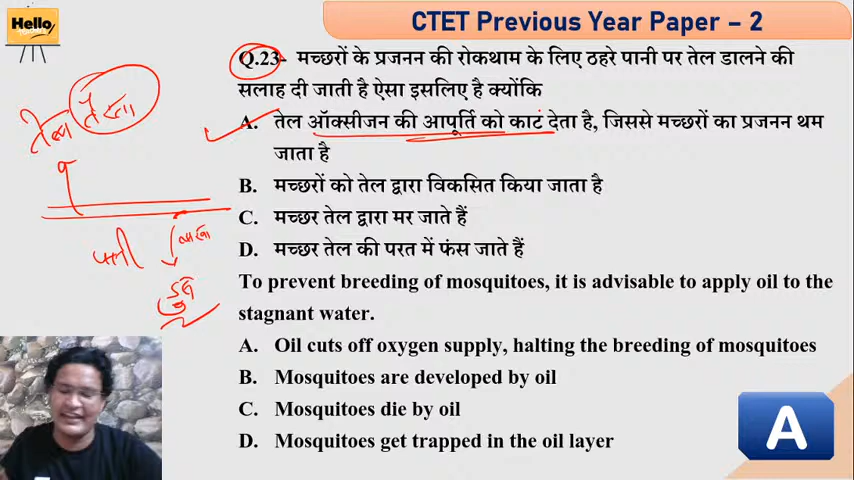 Hello
CTET Previous Year Paper – 2
Q.23- मच्छरों के प्रजनन की रोकथाम के लिए ठहरे पानी पर तेल डालने की
सलाह दी जाती है ऐसा इसलिए है क्योंकि
A. तेल ऑक्सीजन की आपूर्ति को काटं देता है, जिससे मच्छरों का प्रजनन थम
जाता है
B. मच्छरों को तेल द्वारा विकसित किया जाता है
C. मच्छर तेल द्वारा मर जाते हैं
D. मच्छर तेल की परत में फंस जाते हैं
To prevent breeding of mosquitoes, it is advisable to apply oil to the
stagnant water.
A. Oil cuts off oxygen supply, halting the breeding of mosquitoes
B. Mosquitoes are developed by oil
C. Mosquitoes die by oil
D. Mosquitoes get trapped in the oil layer
A